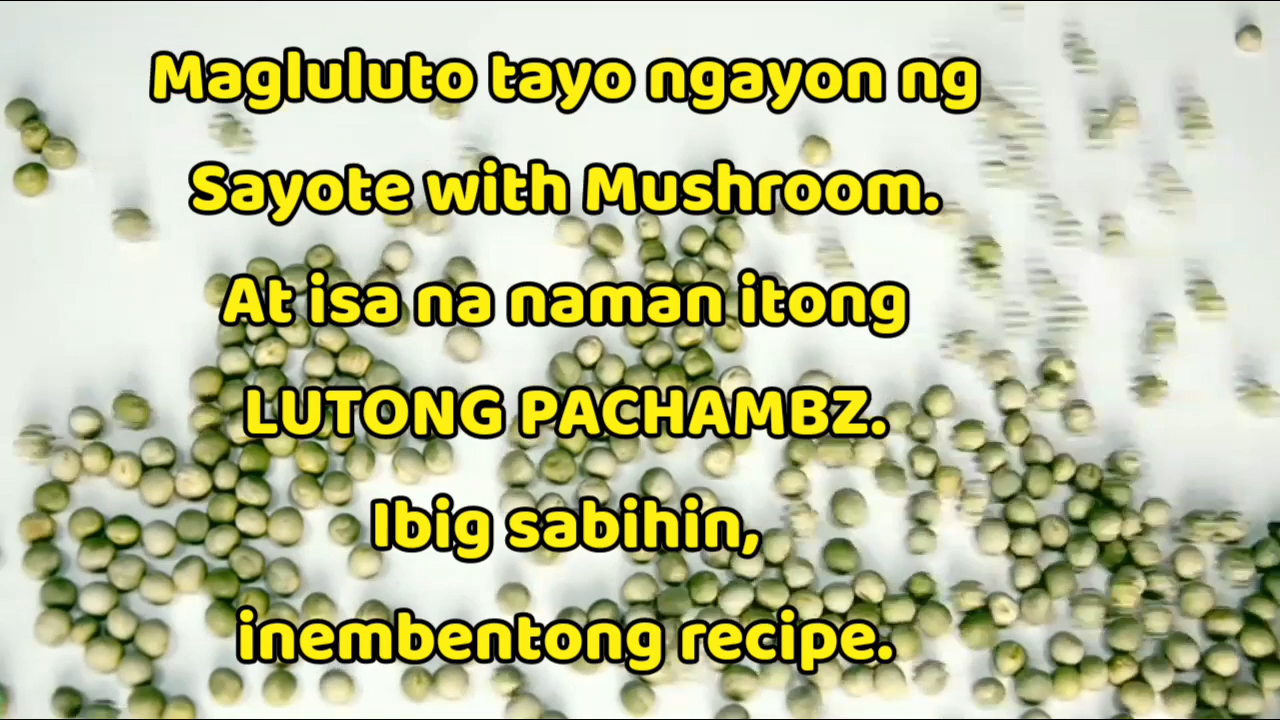 Magluluto tayo ngayon ng
Sayote with Mushroom.
At isa na naman itong
LUTONG PACHAMBZ.
Ibig sabihin,
inembentong recipe.